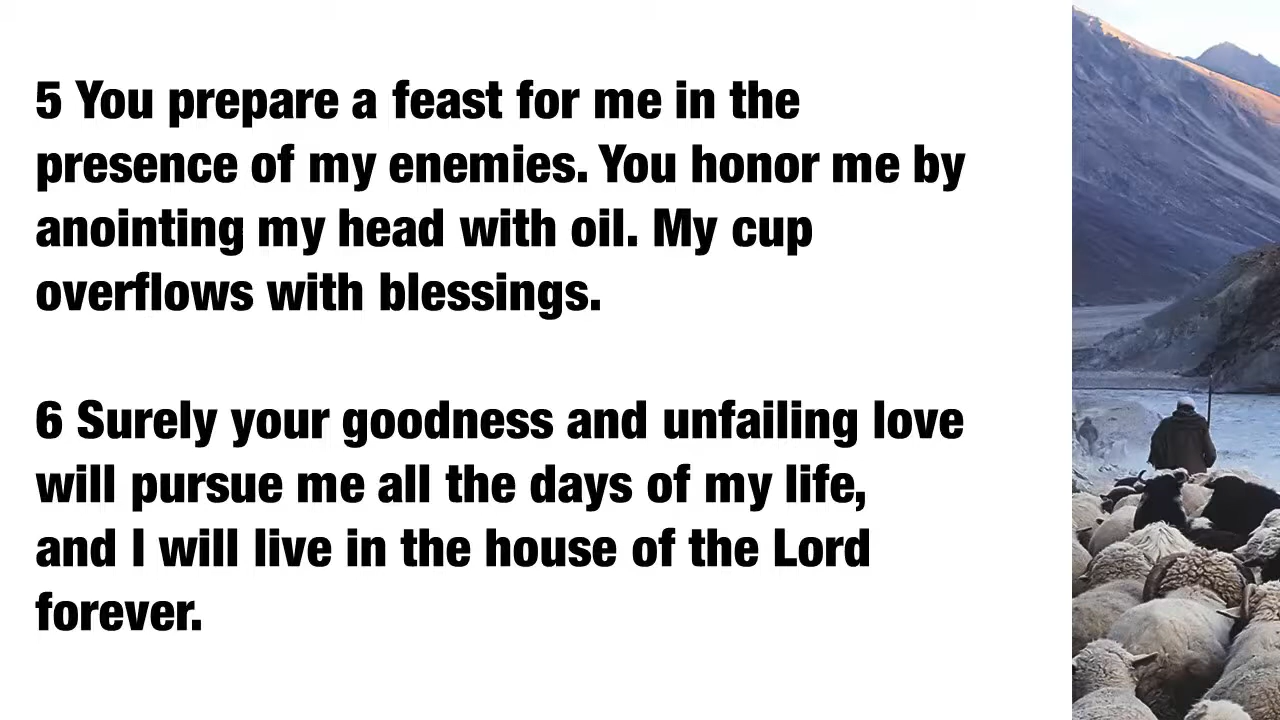 5 You prepare a feast for me in the
presence of my enemies. You honor me by
anointing my head with oil. My cup
overflows with blessings.
6 Surely your goodness and unfailing love
will pursue me all the days of my life,
and I will live in the house of the Lord
forever.